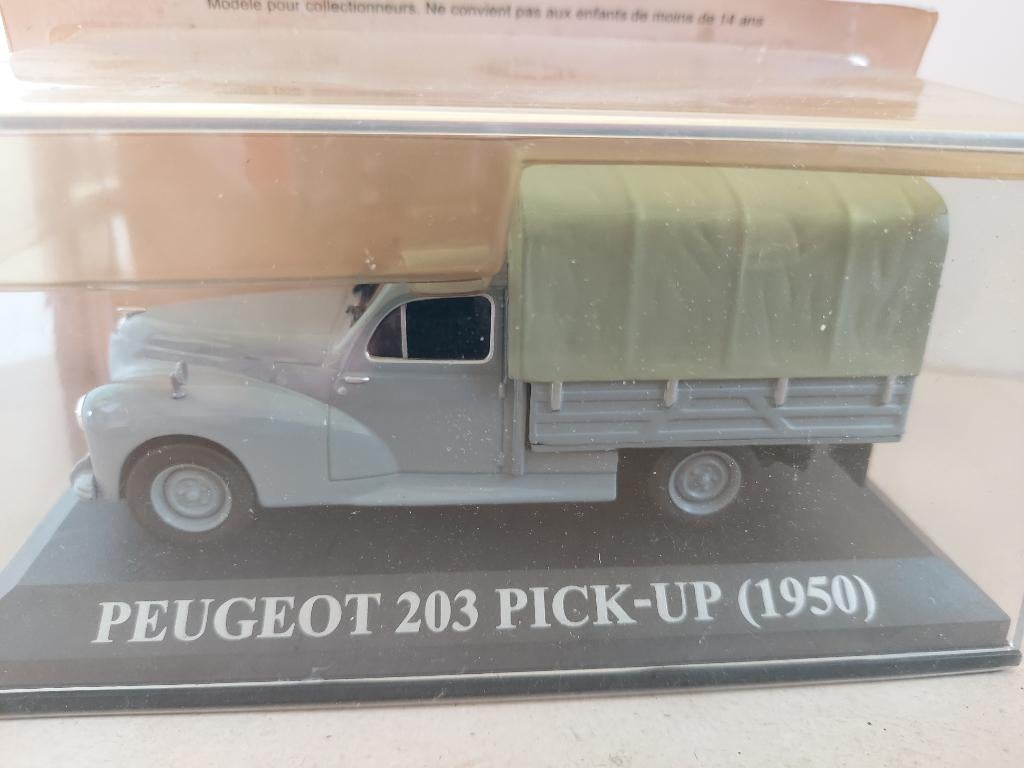 Modèle pour collectionneurs. Ne convient pas aux enfants de moins de 14 ans
PEUGEOT 203 PICK-UP (1950)